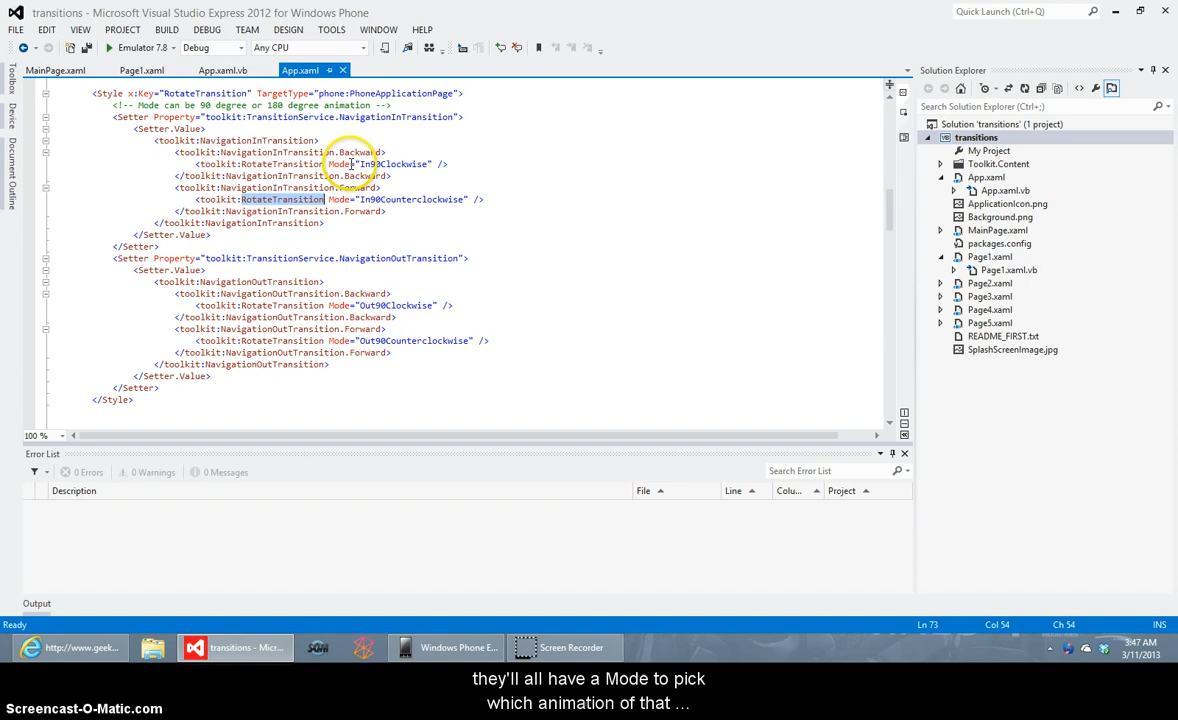 transitions - Microsoft Visual Studio Express 2012 for Windows Phone
Quick Launch (Ctrl+Q)
FILE EDIT VIEW PROJECT BUILD DEBUG TEAM DESIGN TOOLS WINDOW HELP
Emulator 7.8 Debug Any CPU
MainPage.xaml Page1.xaml App.xaml.vb App.xaml
Toolbox
Device
Document Outline
<Style x:Key="RotateTransition" TargetType="phone:PhoneApplicationPage">
<!-- Mode can be 90 degree or 180 degree animation -->
<Setter Property="toolkit:TransitionService.NavigationInTransition">
<Setter.Value>
<toolkit:NavigationInTransition>
<toolkit:NavigationInTransition.Backward>
<toolkit:RotateTransition Mode="In90Clockwise" />
</toolkit:NavigationInTransition.Backward>
<toolkit:NavigationInTransition.Forward>
<toolkit:RotateTransition Mode="In90Counterclockwise" />
</toolkit:NavigationInTransition.Forward>
</toolkit:NavigationInTransition>
</Setter.Value>
</Setter>
<Setter Property="toolkit:TransitionService.NavigationOutTransition">
<Setter.Value>
<toolkit:NavigationOutTransition>
<toolkit:NavigationOutTransition.Backward>
<toolkit:RotateTransition Mode="Out90Clockwise" />
</toolkit:NavigationOutTransition.Backward>
<toolkit:NavigationOutTransition.Forward>
<toolkit:RotateTransition Mode="Out90Counterclockwise" />
</toolkit:NavigationOutTransition.Forward>
</toolkit:NavigationOutTransition>
</Setter.Value>
</Setter>
</Style>
100 %
Solution Explorer
Search Solution Explorer (Ctrl+;)
Solution 'transitions' (1 project)
transitions
My Project
Toolkit.Content
App.xaml
App.xaml.vb
ApplicationIcon.png
Background.png
MainPage.xaml
packages.config
Page1.xaml
Page1.xaml.vb
Page2.xaml
Page3.xaml
Page4.xaml
Page5.xaml
README_FIRST.txt
SplashScreenImage.jpg
Error List
0 Errors 0 Warnings 0 Messages
Search Error List
Description File Line Colu... Project
Output
Ready Ln 73 Col 54 Ch 54 INS
http://www.geek... transitions - Micr... SOM Windows Phone E... Screen Recorder
3:47 AM
3/11/2013
they'll all have a Mode to pick
which animation of that ...
Screencast-O-Matic.com